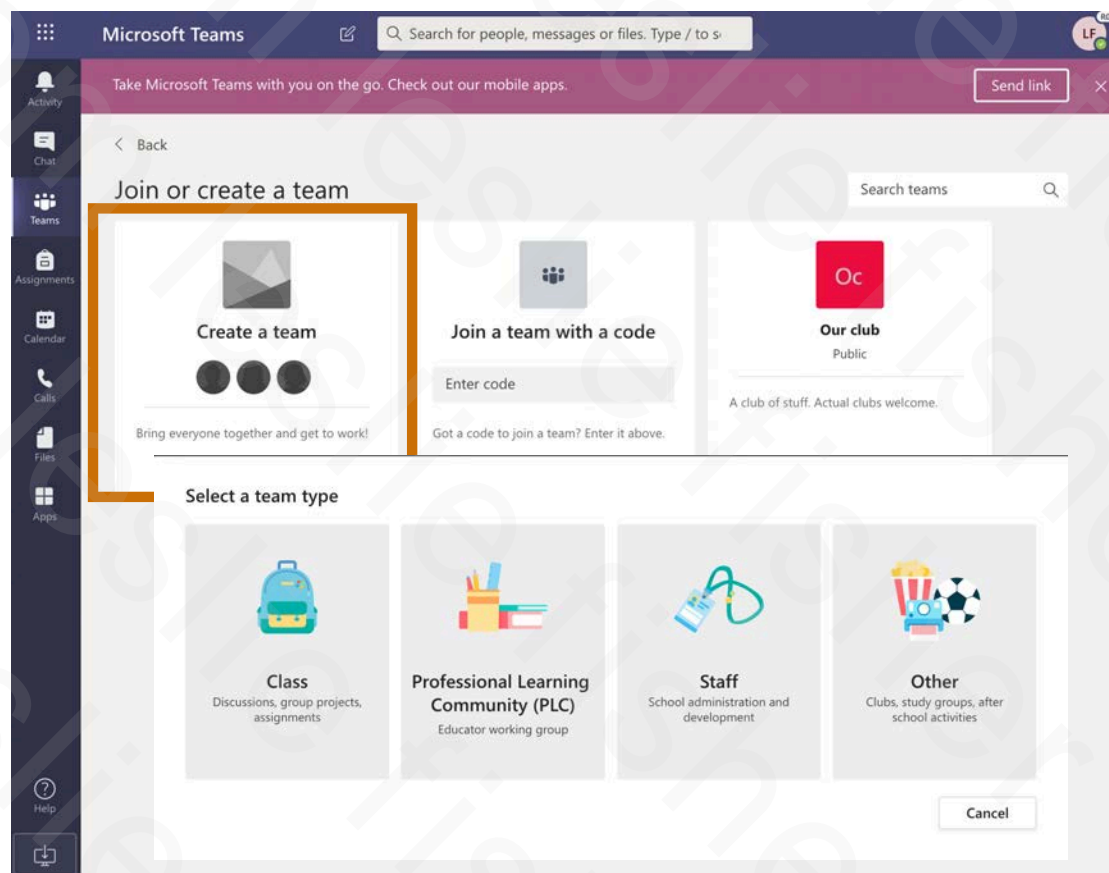 Microsoft Teams
Search for people, messages or files. Type / to s
LF
Activity
Take Microsoft Teams with you on the go. Check out our mobile apps.
Send link
Chat
Back
Teams
Join or create a team
Search teams
Assignments
Calendar
Calls
Files
Apps
Create a team
Bring everyone together and get to work!
Join a team with a code
Enter code
Got a code to join a team? Enter it above.
Oc
Our club
Public
A club of stuff. Actual clubs welcome.
Select a team type
Class
Discussions, group projects,
assignments
Professional Learning
Community (PLC)
Educator working group
Staff
School administration and
development
Other
Clubs, study groups, after
school activities
Cancel
Help
leslie fisher